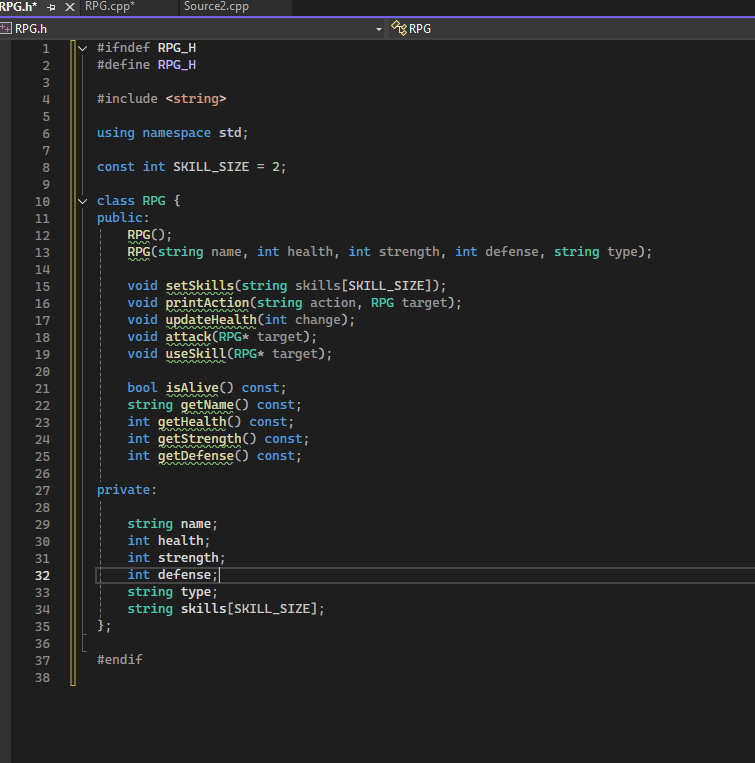 RPG.h* RPG.cpp* Source2.cpp
RPG.h RPG
1 #ifndef RPG_H
2 #define RPG_H
3
4 #include <string>
5
6 using namespace std;
7
8 const int SKILL_SIZE = 2;
9
10 class RPG {
11 public:
12 RPG();
13 RPG(string name, int health, int strength, int defense, string type);
14
15 void setSkills(string skills[SKILL_SIZE]);
16 void printAction(string action, RPG target);
17 void updateHealth(int change);
18 void attack(RPG* target);
19 void useSkill(RPG* target);
20
21 bool isAlive() const;
22 string getName() const;
23 int getHealth() const;
24 int getStrength() const;
25 int getDefense() const;
26
27 private:
28
29 string name;
30 int health;
31 int strength;
32 int defense;
33 string type;
34 string skills[SKILL_SIZE];
35 };
36
37 #endif
38